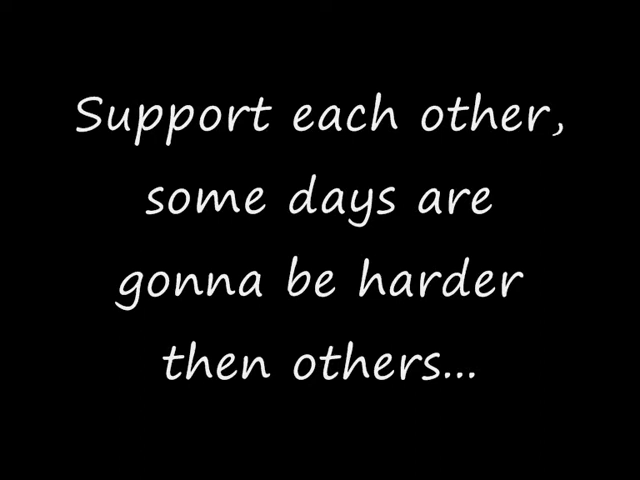 Support each other,
some days are
gonna be harder
then others...